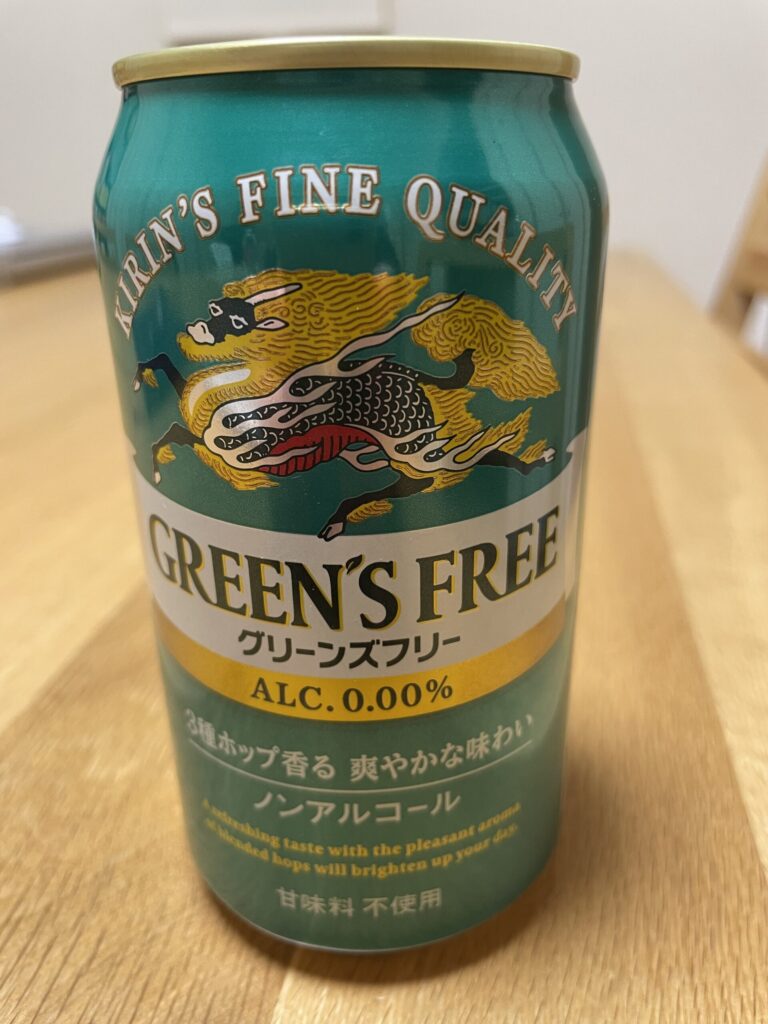 KIRIN'S FINE QUALITY
GREEN'S FREE
グリーンズフリー
ALC. 0.00%
3種ホップ香る 爽やかな味わい
ノンアルコール
A refreshing taste with the pleasant aroma
of blended hops will brighten up your day.
甘味料 不使用